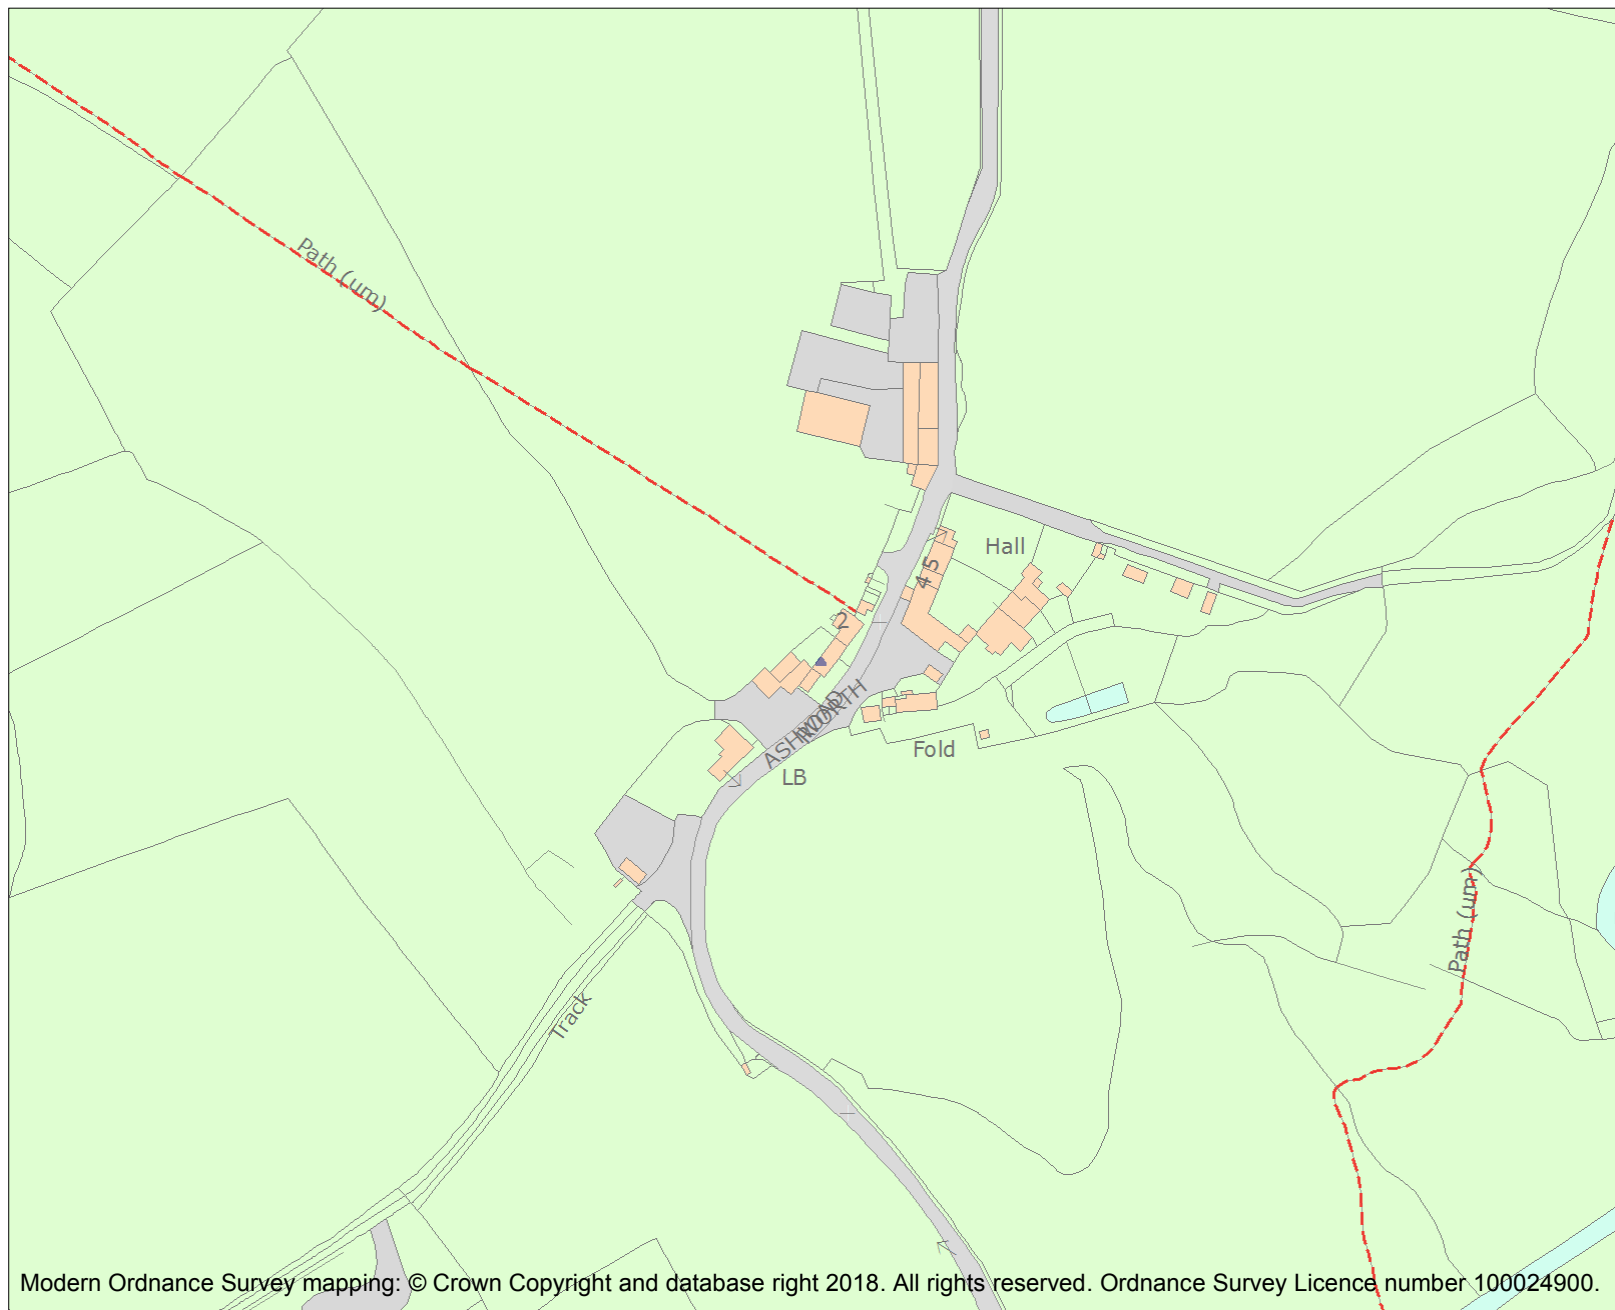 Path (um)
Hall
4 5
2
ASHWORTH
ROAD
Fold
LB
Path (um)
Track
Modern Ordnance Survey mapping: © Crown Copyright and database right 2018. All rights reserved. Ordnance Survey Licence number 100024900.